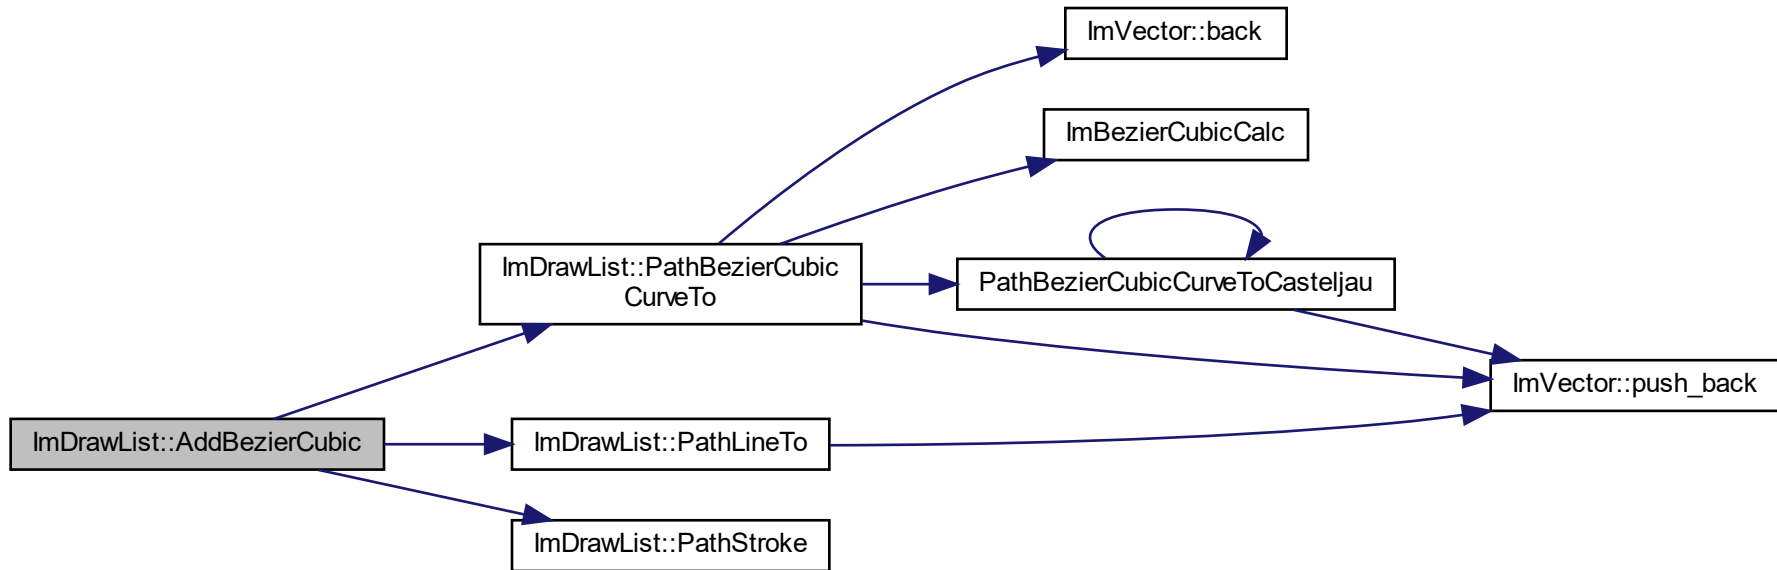 ImVector::back
ImBezierCubicCalc
ImDrawList::PathBezierCubic
CurveTo
PathBezierCubicCurveToCasteljau
ImVector::push_back
ImDrawList::AddBezierCubic
ImDrawList::PathLineTo
ImDrawList::PathStroke